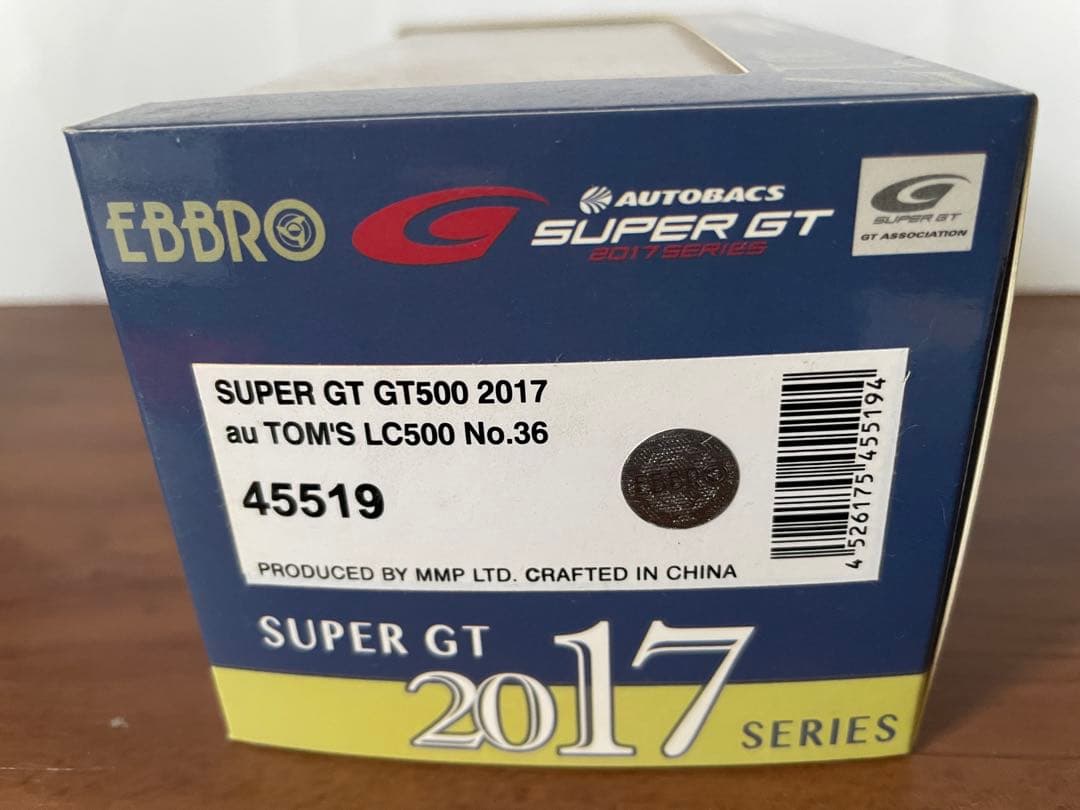 EBBRO
AUTOBACS
SUPER GT
2017 SERIES
SUPER GT
GT ASSOCIATION
SUPER GT GT500 2017
au TOM'S LC500 No.36
45519
EBBRO
4 526175 455194
PRODUCED BY MMP LTD. CRAFTED IN CHINA
SUPER GT
2017
SERIES